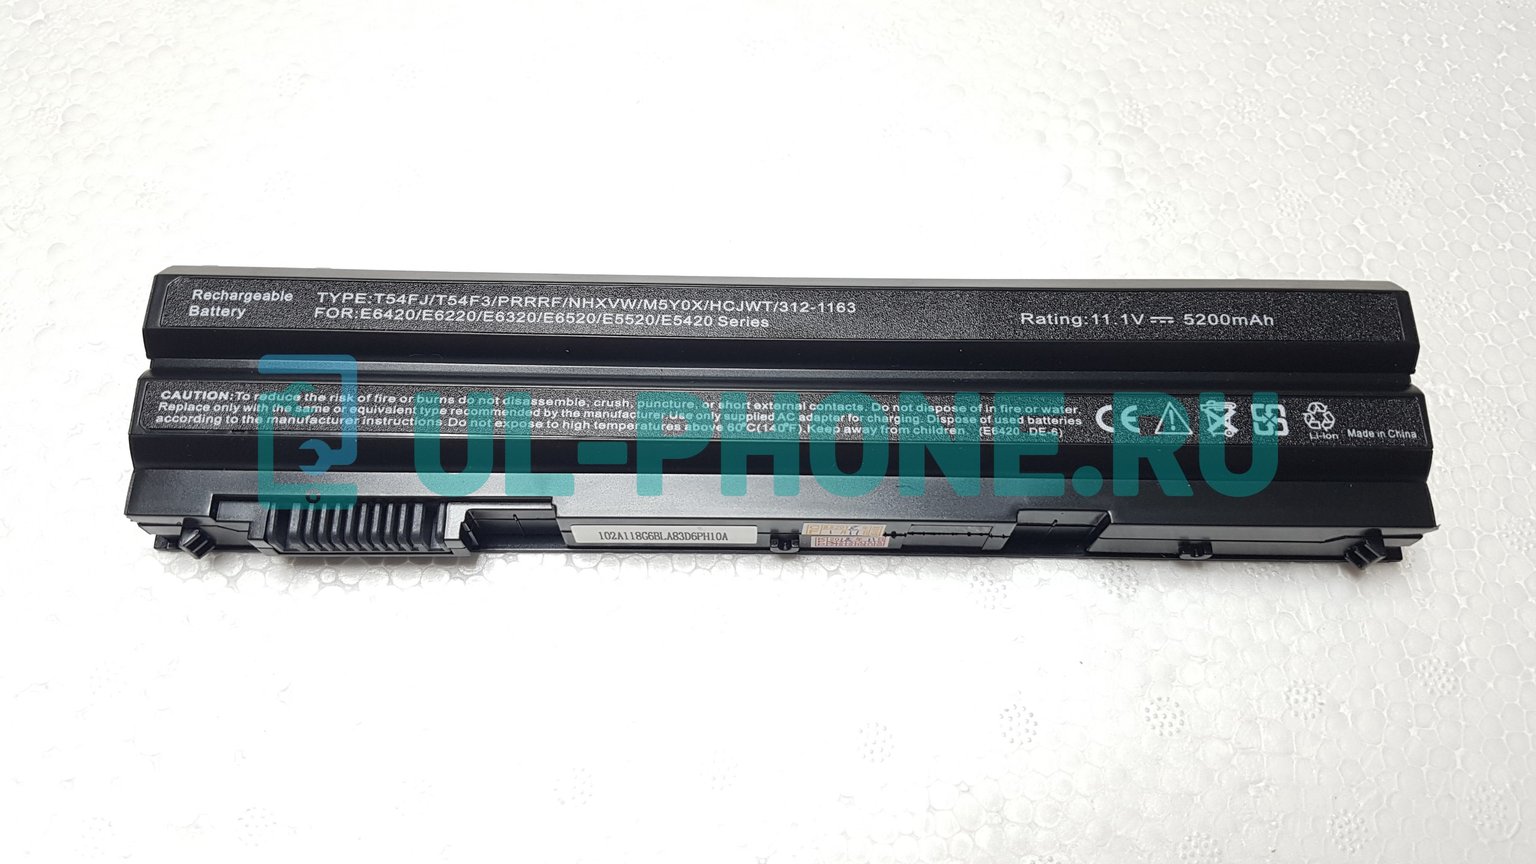 Rechargeable
Battery
TYPE:T54FJ/T54F3/PRRRF/NHXVW/M5Y0X/HCJWT/312-1163
FOR:E6420/E6220/E6320/E6520/E5520/E5420 Series
Rating:11.1V 5200mAh
CAUTION:To reduce the risk of fire or burns do not disassemble, crush, puncture, or short external contacts. Do not dispose of in fire or water.
Replace only with the same or equivalent type recommended by the manufacturer.Use only supplied AC adapter for charging. Dispose of used batteries
according to the manufacturer instructions.Do not expose to high temperatures above 60°C(140°F).Keep away from children. (E6420 - DE-6)
CE
Li-ion
Made in China
UL-PHONE.RU
102A118G6BLA83D6PH10A